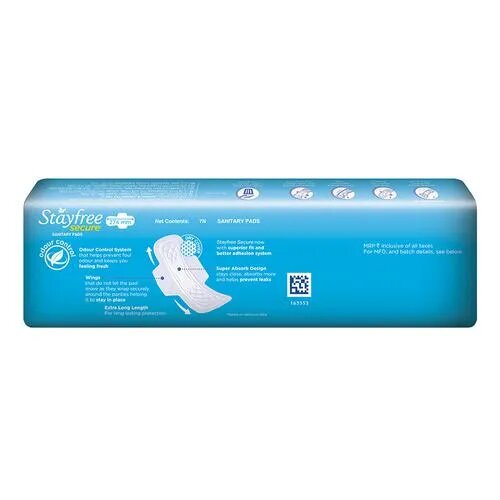 Stayfree
secure
SANITARY PADS
Net Contents: 7N SANITARY PADS
odour control
Odour Control System
that helps prevent foul
odour and keeps you
feeling fresh
Wings
that do not let the pad
move as they wrap securely
around the panties helping
it to stay in place
Extra Long Length
For long-lasting protection
Stayfree Secure now
with superior fit and
better adhesion system
Super Absorb Design
stays close, absorbs more
and helps prevent leaks
163553
MRP ₹ inclusive of all taxes
For MFD. and batch details, see below